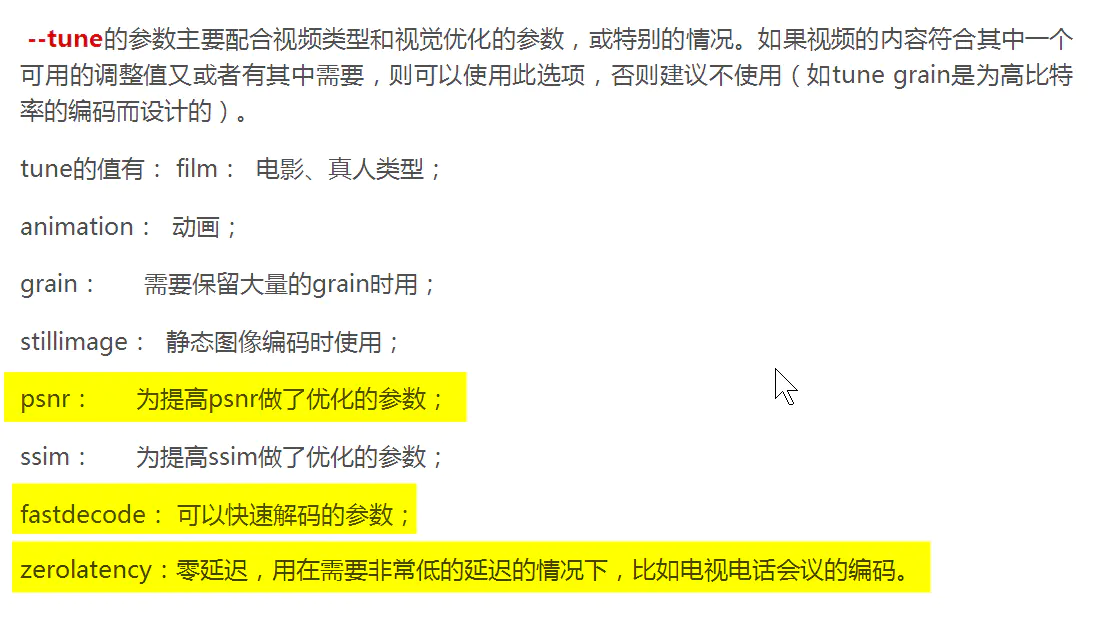 --tune的参数主要配合视频类型和视觉优化的参数，或特别的情况。如果视频的内容符合其中一个
可用的调整值又或者有其中需要，则可以使用此选项，否则建议不使用（如tune grain是为高比特
率的编码而设计的）。
tune的值有： film： 电影、真人类型；
animation： 动画；
grain： 需要保留大量的grain时用；
stillimage： 静态图像编码时使用；
psnr： 为提高psnr做了优化的参数；
ssim： 为提高ssim做了优化的参数；
fastdecode： 可以快速解码的参数；
zerolatency：零延迟，用在需要非常低的延迟的情况下，比如电视电话会议的编码。